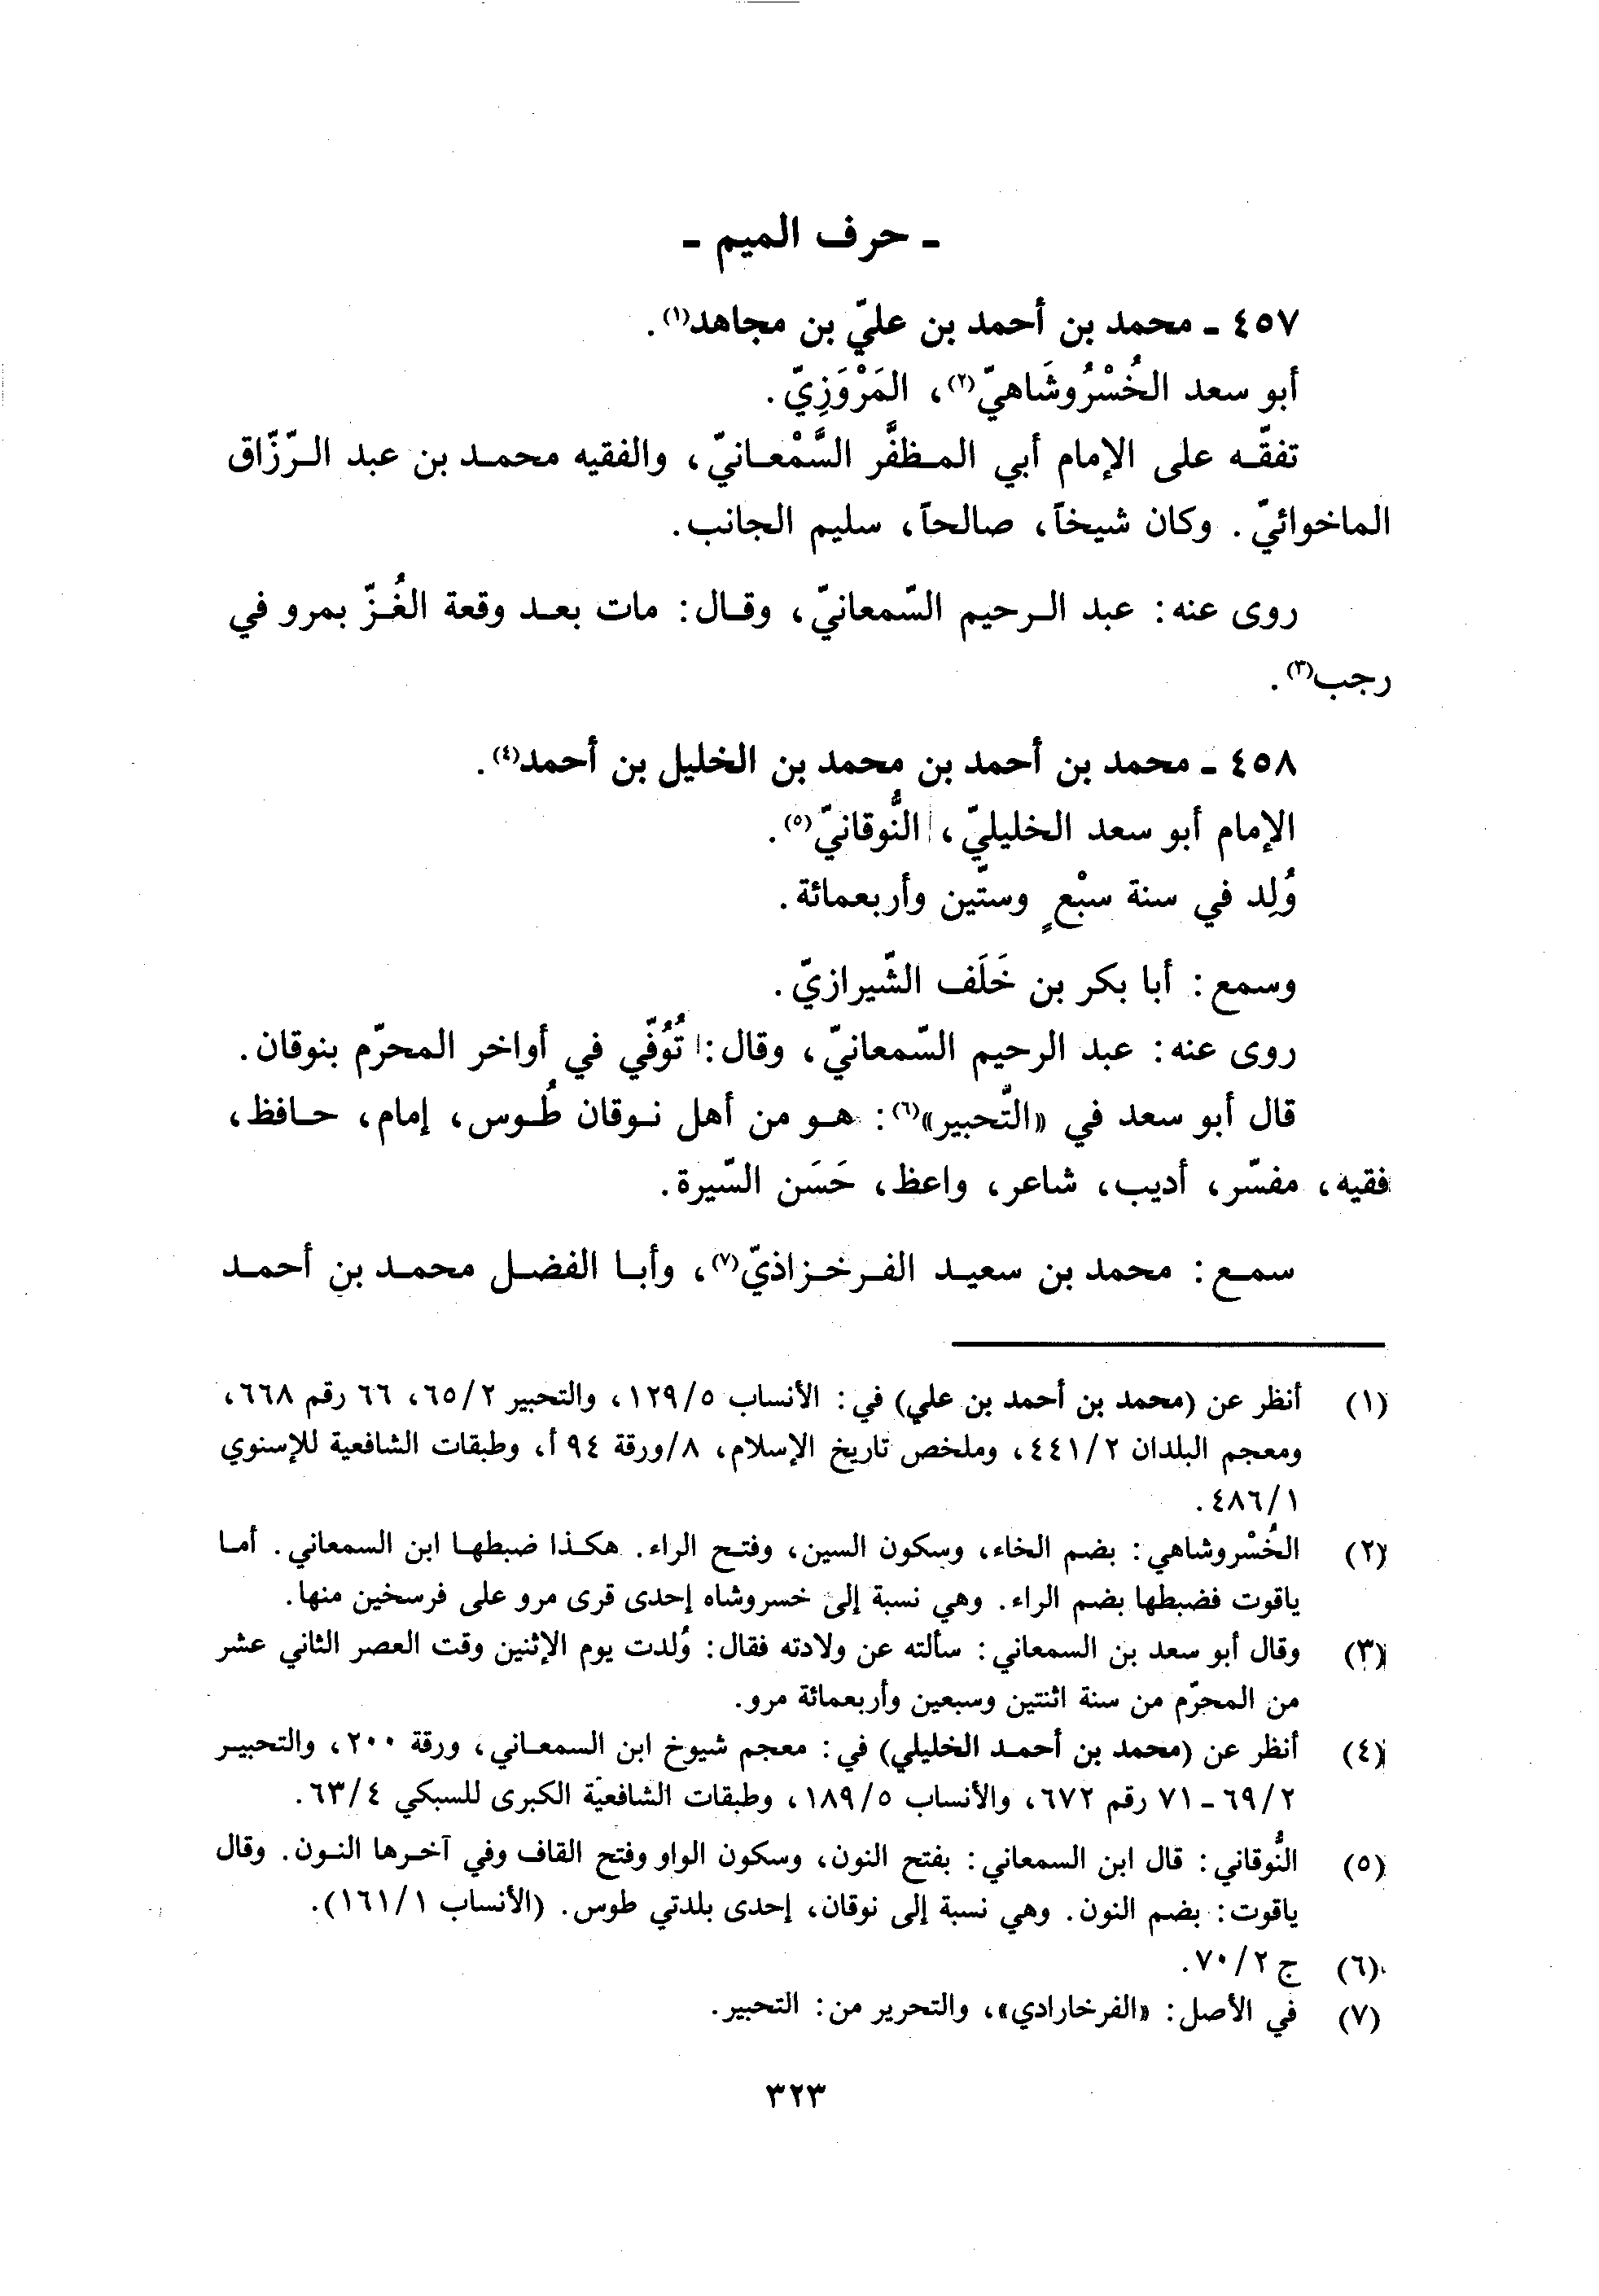 ـ حرف الميم ـ
٤٥٧ ـ محمد بن أحمد بن عليّ بن مجاهد(١).
أبو سعد الخُسْرُوشَاهيّ(٢)، المَرْوَزِيّ.
تفقّه على الإمام أبي المظفَّر السَّمْعانيّ، والفقيه محمد بن عبد الرّزّاق
الماخوائيّ. وكان شيخاً، صالحاً، سليم الجانب.
روى عنه: عبد الرحيم السّمعانيّ، وقال: مات بعد وقعة الغُزّ بمرو في
رجب(٣).
٤٥٨ ـ محمد بن أحمد بن محمد بن الخليل بن أحمد(٤).
الإمام أبو سعد الخليليّ، النُّوقانيّ(٥).
وُلِد في سنة سبْعٍ وستّين وأربعمائة.
وسمع: أبا بكر بن خَلَف الشّيرازيّ.
روى عنه: عبد الرحيم السّمعانيّ، وقال: تُوُفّي في أواخر المحرّم بنوقان.
قال أبو سعد في «التّحبير»(٦): هو من أهل نوقان طُوس، إمام، حافظ،
فقيه، مفسّر، أديب، شاعر، واعظ، حَسَن السّيرة.
سمع: محمد بن سعيد الفرخزاذيّ(٧)، وأبا الفضل محمد بن أحمد
(١) أنظر عن (محمد بن أحمد بن علي) في: الأنساب ١٢٩/٥، والتحبير ٦٥/٢، ٦٦ رقم ٦٦٨،
ومعجم البلدان ٤٤١/٢، وملخص تاريخ الإسلام، ٨/ورقة ٩٤ أ، وطبقات الشافعية للإسنوي
٤٨٦/١.
(٢) الخُسْروشاهي: بضم الخاء، وسكون السين، وفتح الراء. هكذا ضبطها ابن السمعاني. أما
ياقوت فضبطها بضم الراء. وهي نسبة إلى خسروشاه إحدى قرى مرو على فرسخين منها.
(٣) وقال أبو سعد بن السمعاني: سألته عن ولادته فقال: وُلدت يوم الإثنين وقت العصر الثاني عشر
من المحرّم من سنة اثنتين وسبعين وأربعمائة مرو.
(٤) أنظر عن (محمد بن أحمد الخليلي) في: معجم شيوخ ابن السمعاني، ورقة ٢٠٠، والتحبير
٦٩/٢ ـ ٧١ رقم ٦٧٢، والأنساب ١٨٩/٥، وطبقات الشافعية الكبرى للسبكي ٦٣/٤.
(٥) النُّوقاني: قال ابن السمعاني: بفتح النون، وسكون الواو وفتح القاف وفي آخرها النون. وقال
ياقوت: بضم النون. وهي نسبة إلى نوقان، إحدى بلدتي طوس. (الأنساب ١٦١/١).
(٦) ج ٧٠/٢.
(٧) في الأصل: «الفرخارادي»، والتحرير من: التحبير.
٣٢٣